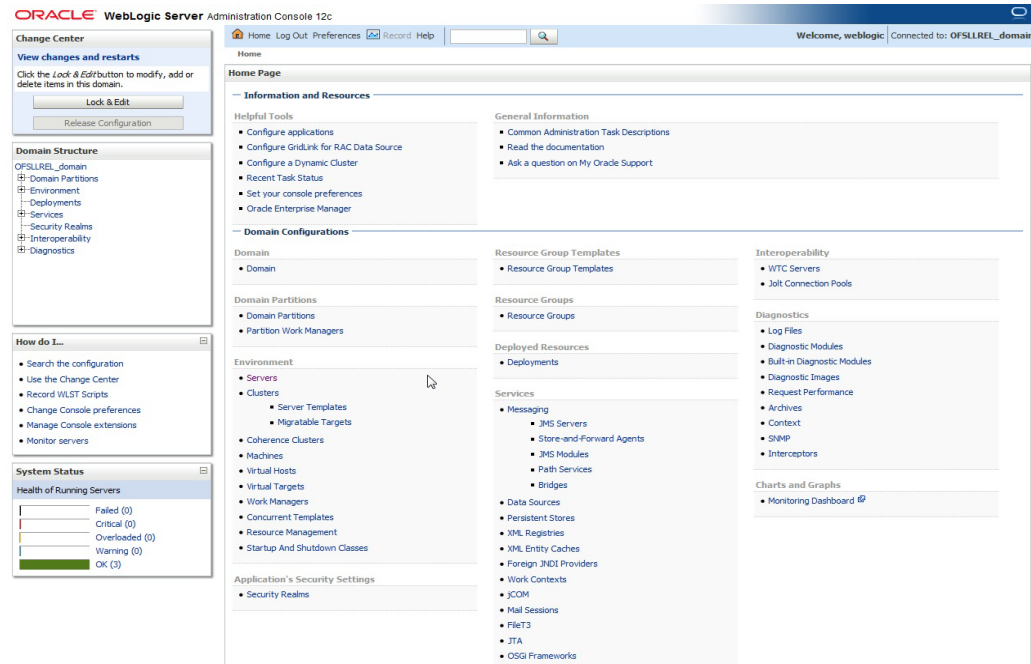 ORACLE WebLogic Server Administration Console 12c
Change Center
View changes and restarts
Click the Lock & Edit button to modify, add or
delete items in this domain.
Lock & Edit
Release Configuration
Domain Structure
OFSLLREL_domain
Domain Partitions
Environment
Deployments
Services
Security Realms
Interoperability
Diagnostics
How do I...
Search the configuration
Use the Change Center
Record WLST Scripts
Change Console preferences
Manage Console extensions
Monitor servers
System Status
Health of Running Servers
Failed (0)
Critical (0)
Overloaded (0)
Warning (0)
OK (3)
Home Log Out Preferences Record Help
Welcome, weblogic Connected to: OFSLLREL_domain
Home
Home Page
Information and Resources
Helpful Tools
Configure applications
Configure GridLink for RAC Data Source
Configure a Dynamic Cluster
Recent Task Status
Set your console preferences
Oracle Enterprise Manager
General Information
Common Administration Task Descriptions
Read the documentation
Ask a question on My Oracle Support
Domain Configurations
Domain
Domain
Domain Partitions
Domain Partitions
Partition Work Managers
Environment
Servers
Clusters
Server Templates
Migratable Targets
Coherence Clusters
Machines
Virtual Hosts
Virtual Targets
Work Managers
Concurrent Templates
Resource Management
Startup And Shutdown Classes
Application's Security Settings
Security Realms
Resource Group Templates
Resource Group Templates
Resource Groups
Resource Groups
Deployed Resources
Deployments
Services
Messaging
JMS Servers
Store-and-Forward Agents
JMS Modules
Path Services
Bridges
Data Sources
Persistent Stores
XML Registries
XML Entity Caches
Foreign JNDI Providers
Work Contexts
jCOM
Mail Sessions
FileT3
JTA
OSGi Frameworks
Interoperability
WTC Servers
Jolt Connection Pools
Diagnostics
Log Files
Diagnostic Modules
Built-in Diagnostic Modules
Diagnostic Images
Request Performance
Archives
Context
SNMP
Interceptors
Charts and Graphs
Monitoring Dashboard